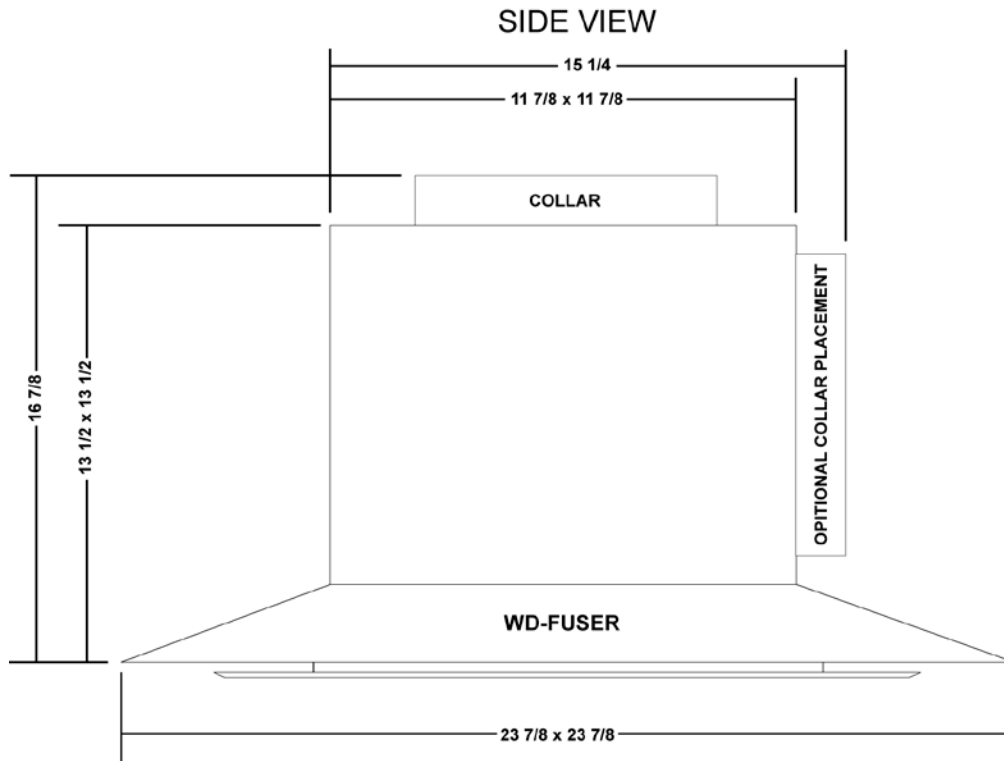 SIDE VIEW
15 1/4
11 7/8 x 11 7/8
COLLAR
OPITIONAL COLLAR PLACEMENT
16 7/8
13 1/2 x 13 1/2
WD-FUSER
23 7/8 x 23 7/8